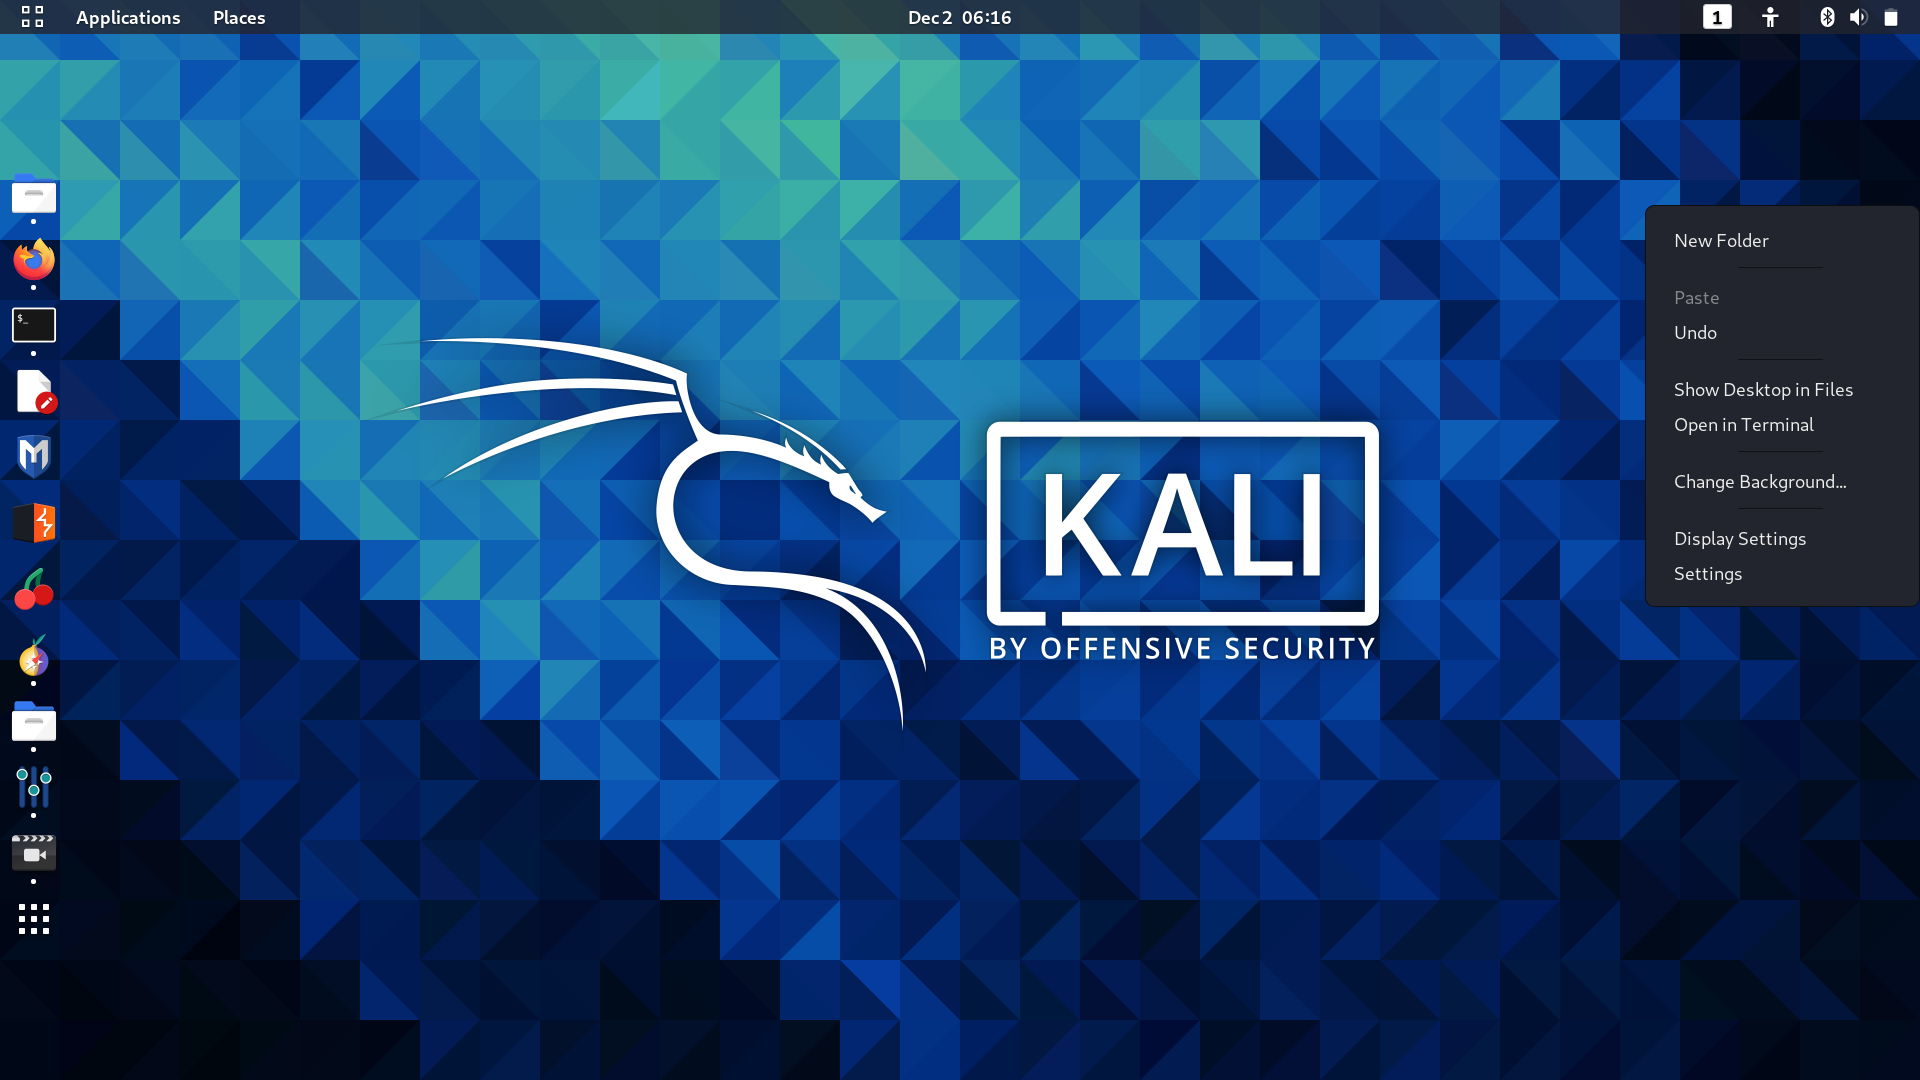 Applications Places Dec 2 06:16 1
New Folder
Paste
Undo
Show Desktop in Files
Open in Terminal
Change Background...
Display Settings
Settings
$_
M
KALI
BY OFFENSIVE SECURITY